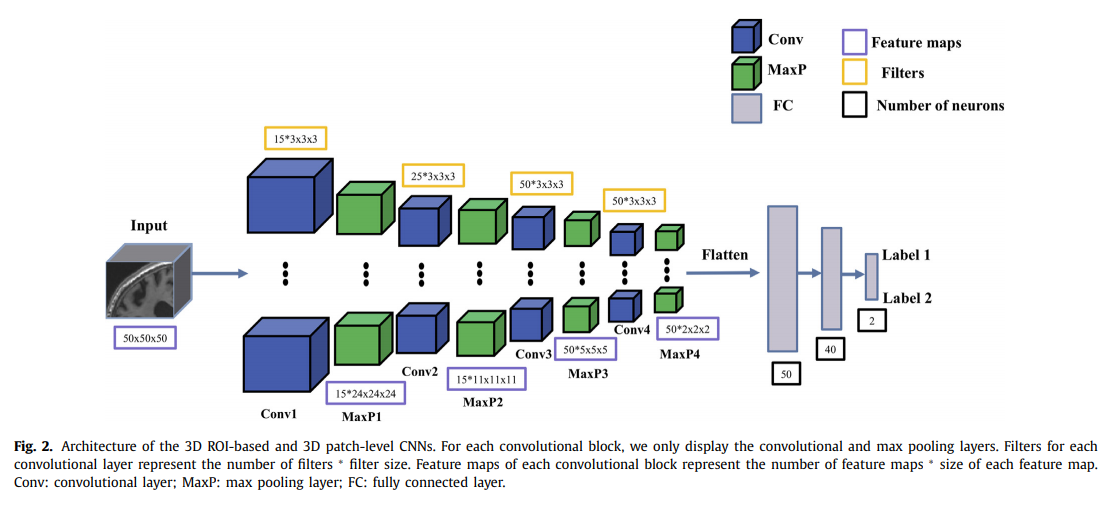 Conv
MaxP
FC
Feature maps
Filters
Number of neurons
15*3x3x3
25*3x3x3
50*3x3x3
50*3x3x3
Input
50x50x50
Flatten
Label 1
Label 2
2
40
50
Conv1
15*24x24x24
MaxP1
Conv2
15*11x11x11
MaxP2
Conv3
50*5x5x5
MaxP3
Conv4
50*2x2x2
MaxP4
Fig. 2. Architecture of the 3D ROI-based and 3D patch-level CNNs. For each convolutional block, we only display the convolutional and max pooling layers. Filters for each
convolutional layer represent the number of filters * filter size. Feature maps of each convolutional block represent the number of feature maps * size of each feature map.
Conv: convolutional layer; MaxP: max pooling layer; FC: fully connected layer.